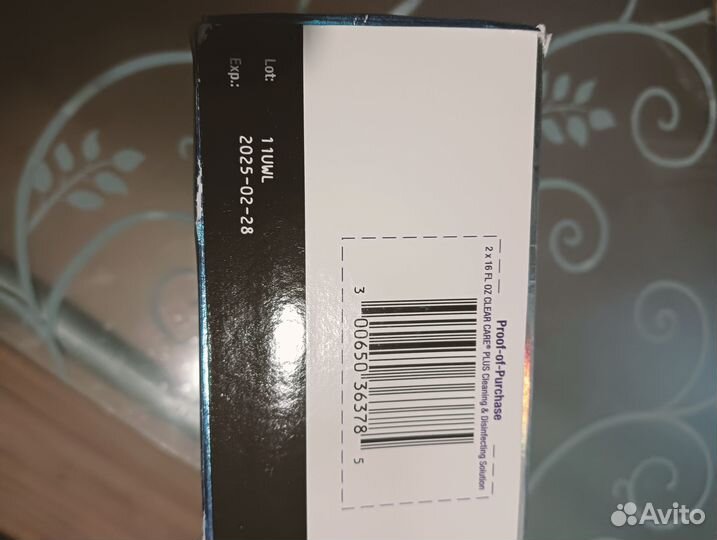 Lot: 11UWL
Exp.: 2025-02-28
Proof-of-Purchase
2 x 16 FL OZ CLEAR CARE® PLUS Cleaning & Disinfecting Solution
3 00650 36378 5
Avito